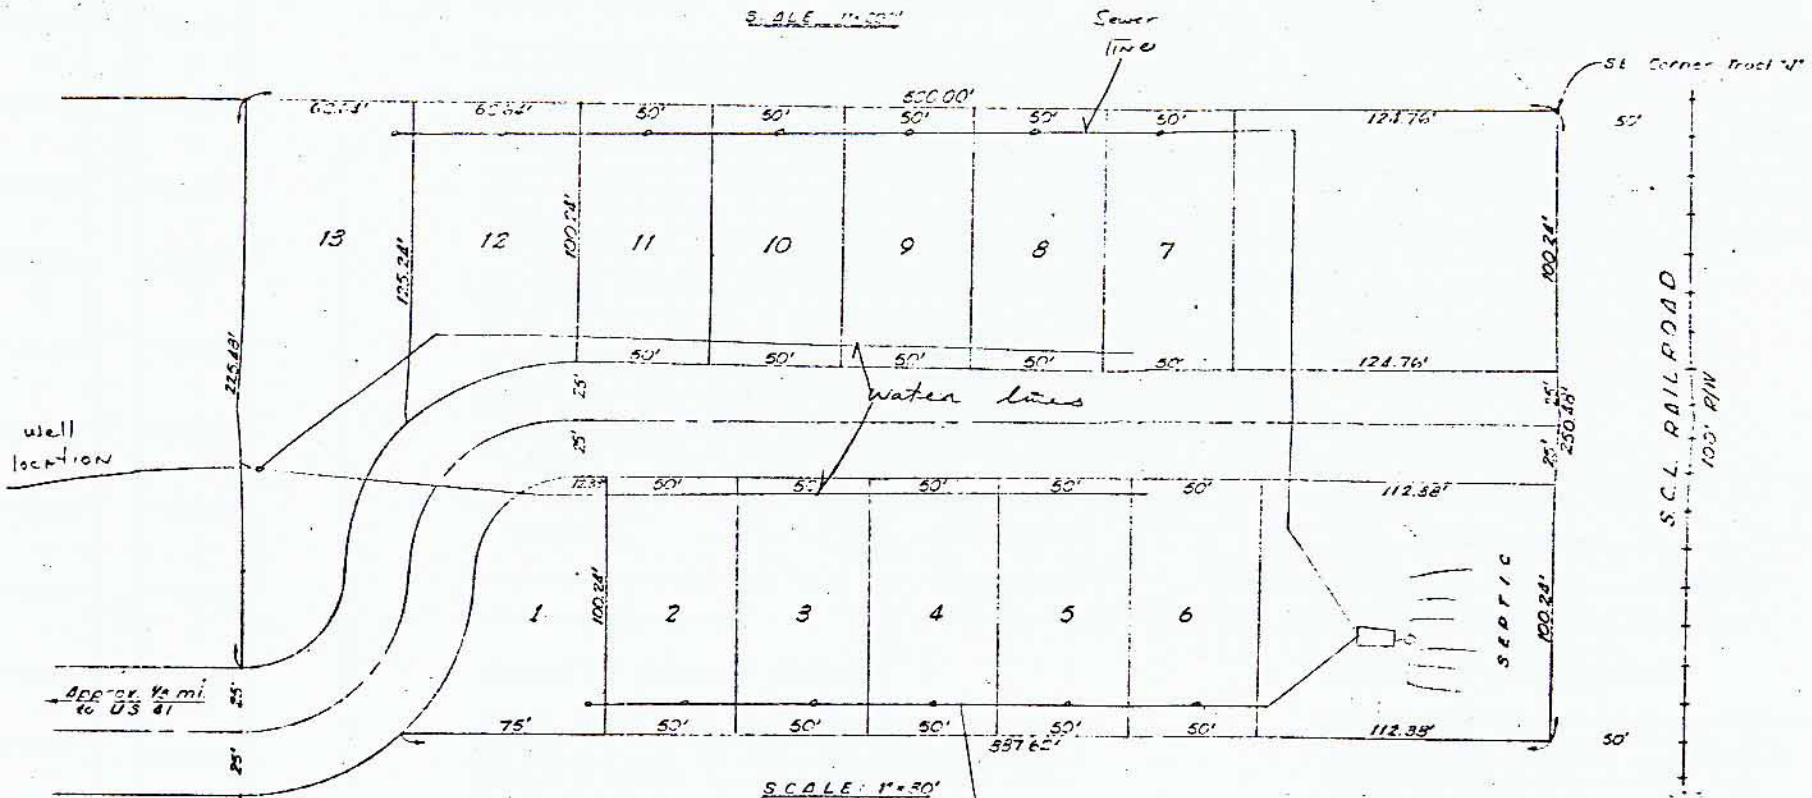 Sewer
line
SE Corner Tract "J"
500.00'
50' 50' 50' 50' 50' 124.76' 50'
13 12 11 10 9 8 7
125.24' 100.24' 100.24'
225.48'
50' 50' 50' 50' 50' 124.76'
25' 25'
Water lines
25' 25' 250.48'
S.C.L. RAILROAD
100' R/W
well
location
50' 50' 50' 50' 50' 112.38'
1 2 3 4 5 6
100.24' 100.24'
SEPTIC
Approx. 1/2 mi.
to US 41
25'
25'
75' 50' 50' 50' 50' 50' 112.38' 50'
SCALE: 1"=30'